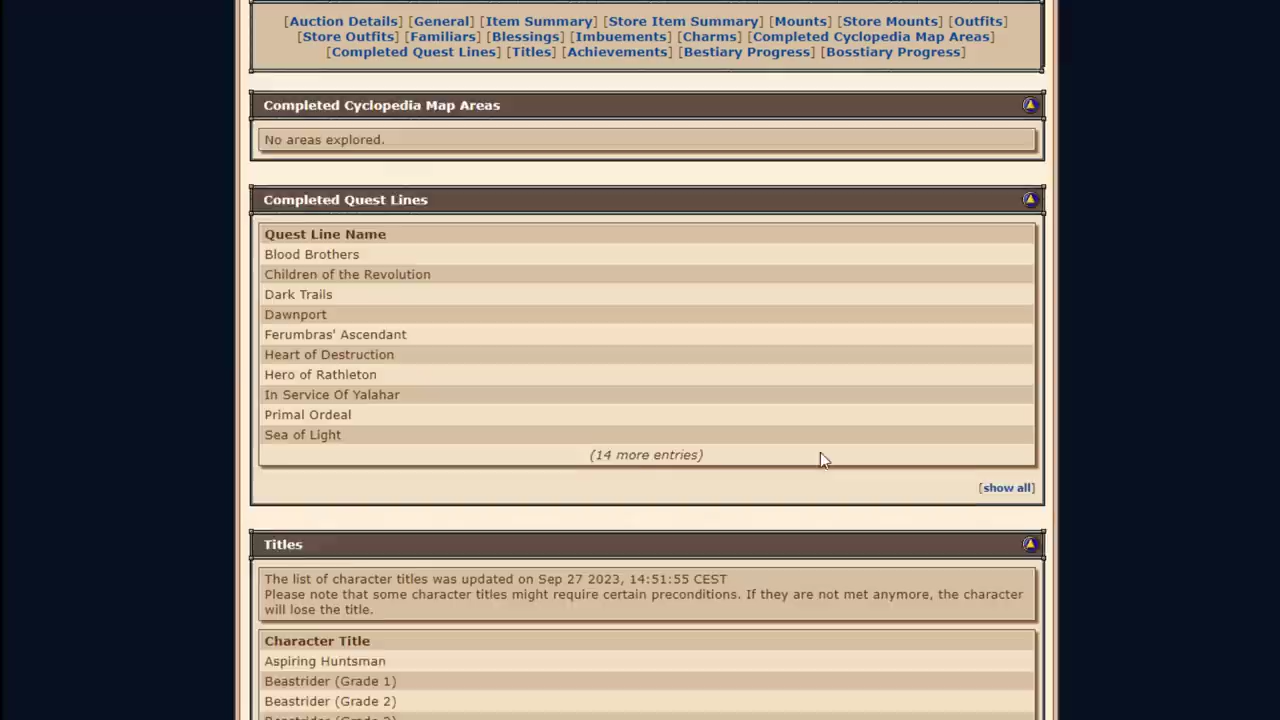 [Auction Details] [General] [Item Summary] [Store Item Summary] [Mounts] [Store Mounts] [Outfits]
[Store Outfits] [Familiars] [Blessings] [Imbuements] [Charms] [Completed Cyclopedia Map Areas]
[Completed Quest Lines] [Titles] [Achievements] [Bestiary Progress] [Bosstiary Progress]
Completed Cyclopedia Map Areas
No areas explored.
Completed Quest Lines
Quest Line Name
Blood Brothers
Children of the Revolution
Dark Trails
Dawnport
Ferumbras' Ascendant
Heart of Destruction
Hero of Rathleton
In Service Of Yalahar
Primal Ordeal
Sea of Light
(14 more entries)
[show all]
Titles
The list of character titles was updated on Sep 27 2023, 14:51:55 CEST
Please note that some character titles might require certain preconditions. If they are not met anymore, the character
will lose the title.
Character Title
Aspiring Huntsman
Beastrider (Grade 1)
Beastrider (Grade 2)